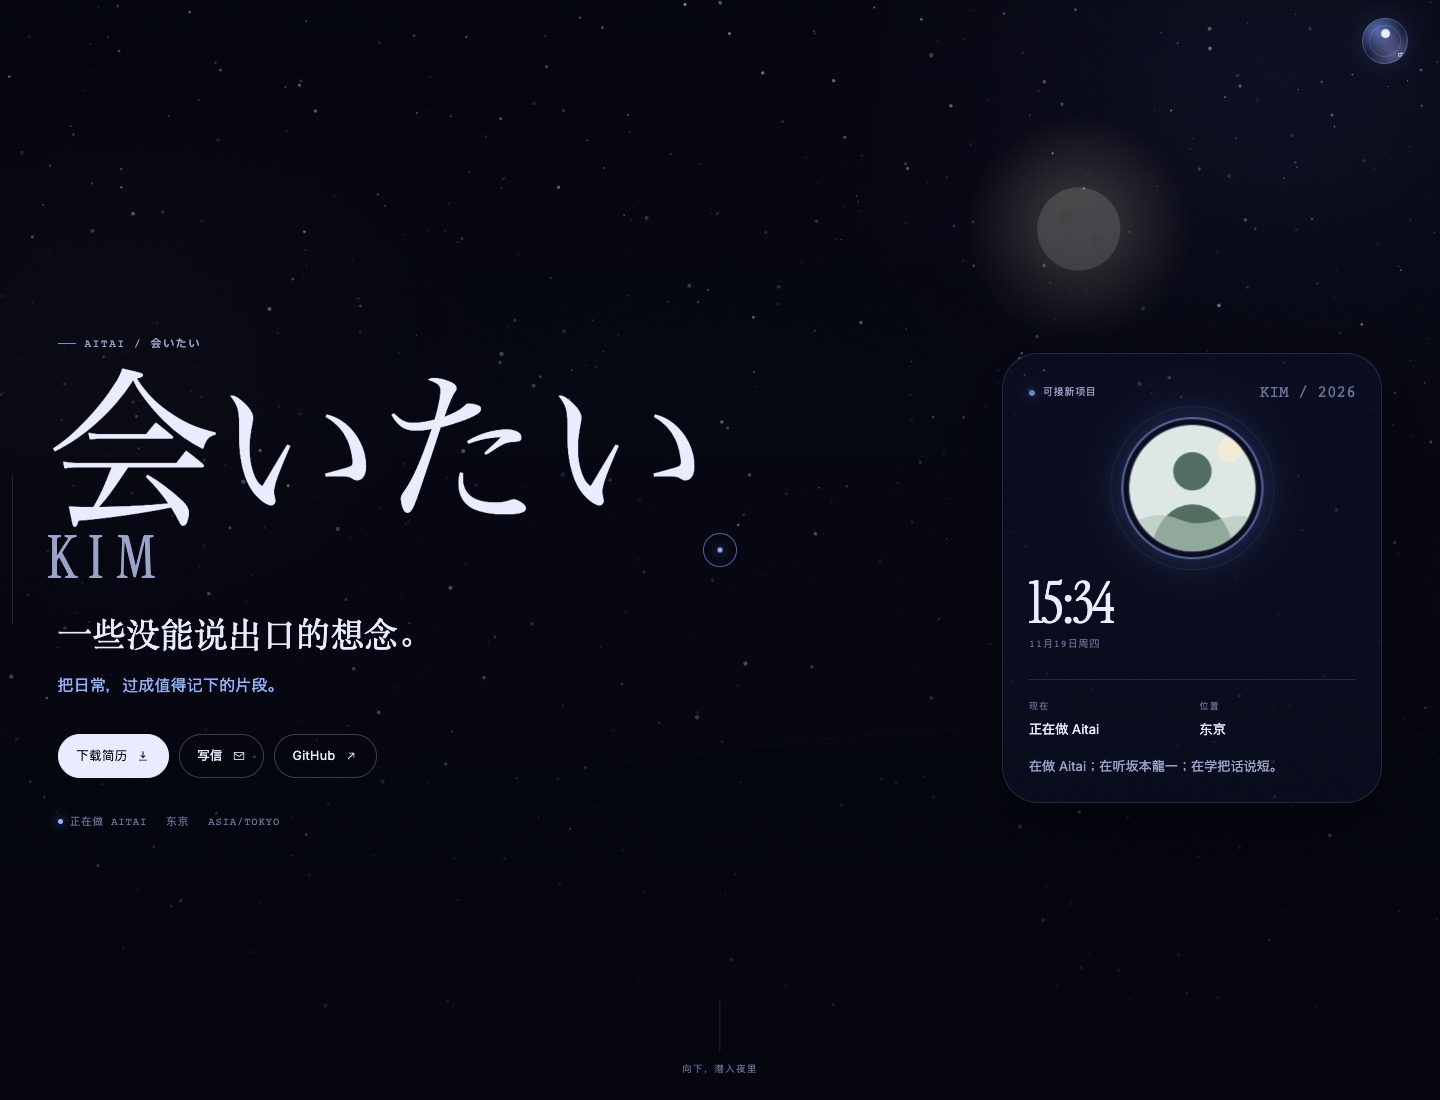 AITAI / 会いたい
会いたい
KIM
一些没能说出口的想念。
把日常，过成值得记下的片段。
下载简历
写信
GitHub
正在做 AITAI 东京 ASIA/TOKYO
可接新项目
KIM / 2026
15:34
11月19日周四
现在
正在做 Aitai
位置
东京
在做 Aitai；在听坂本龍一；在学把话说短。
向下，潜入夜里